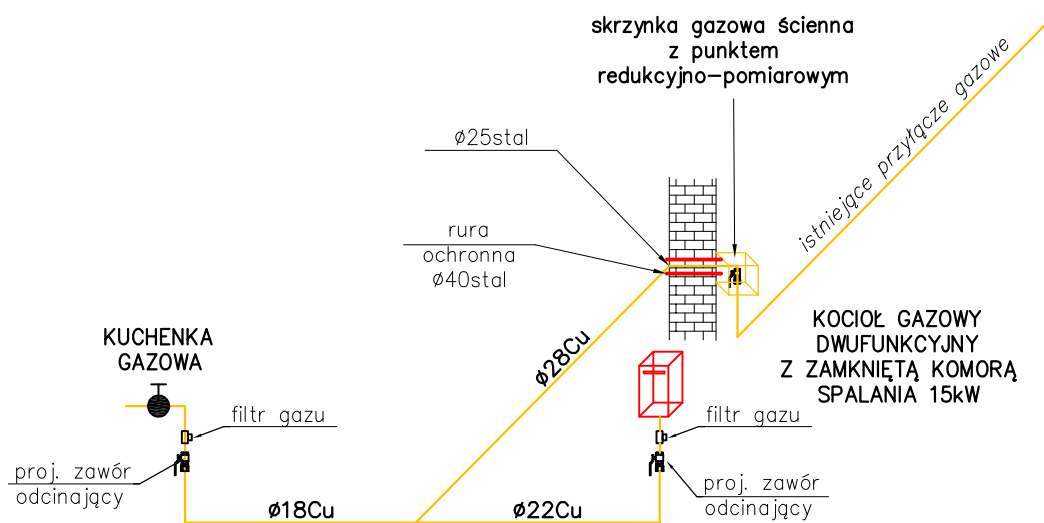 skrzynka gazowa ścienna
z punktem
redukcyjno-pomiarowym
istniejące przyłącze gazowe
ø25stal
rura
ochronna
ø40stal
KUCHENKA
GAZOWA
filtr gazu
proj. zawór
odcinający
ø28Cu
KOCIOŁ GAZOWY
DWUFUNKCYJNY
Z ZAMKNIĘTĄ KOMORĄ
SPALANIA 15kW
filtr gazu
proj. zawór
odcinający
ø18Cu
ø22Cu